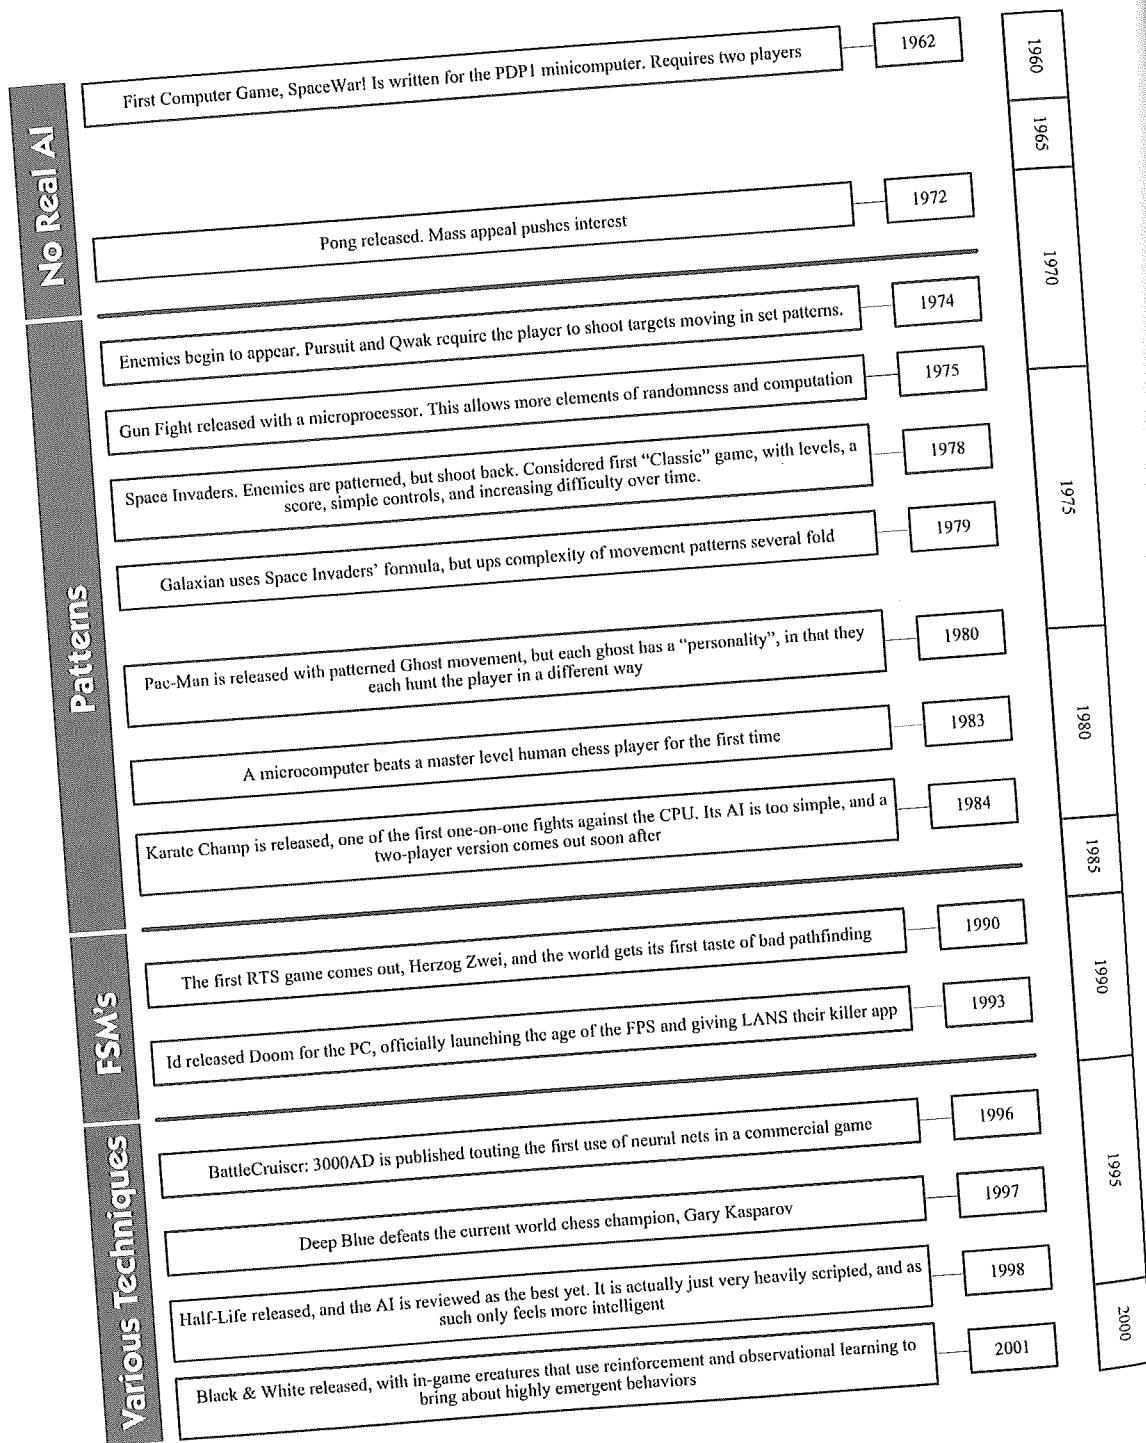 No Real AI
First Computer Game, SpaceWar! Is written for the PDP1 minicomputer. Requires two players
1962
Pong released. Mass appeal pushes interest
1972
Patterns
Enemies begin to appear. Pursuit and Qwak require the player to shoot targets moving in set patterns.
1974
Gun Fight released with a microprocessor. This allows more elements of randomness and computation
1975
Space Invaders. Enemies are patterned, but shoot back. Considered first “Classic” game, with levels, a
score, simple controls, and increasing difficulty over time.
1978
Galaxian uses Space Invaders’ formula, but ups complexity of movement patterns several fold
1979
Pac-Man is released with patterned Ghost movement, but each ghost has a “personality”, in that they
each hunt the player in a different way
1980
A microcomputer beats a master level human chess player for the first time
1983
Karate Champ is released, one of the first one-on-one fights against the CPU. Its AI is too simple, and a
two-player version comes out soon after
1984
FSM's
The first RTS game comes out, Herzog Zwei, and the world gets its first taste of bad pathfinding
1990
Id released Doom for the PC, officially launching the age of the FPS and giving LANS their killer app
1993
Various Techniques
BattleCruiser: 3000AD is published touting the first use of neural nets in a commercial game
1996
Deep Blue defeats the current world chess champion, Gary Kasparov
1997
Half-Life released, and the AI is reviewed as the best yet. It is actually just very heavily scripted, and as
such only feels more intelligent
1998
Black & White released, with in-game creatures that use reinforcement and observational learning to
bring about highly emergent behaviors
2001
1960
1965
1970
1975
1980
1985
1990
1995
2000